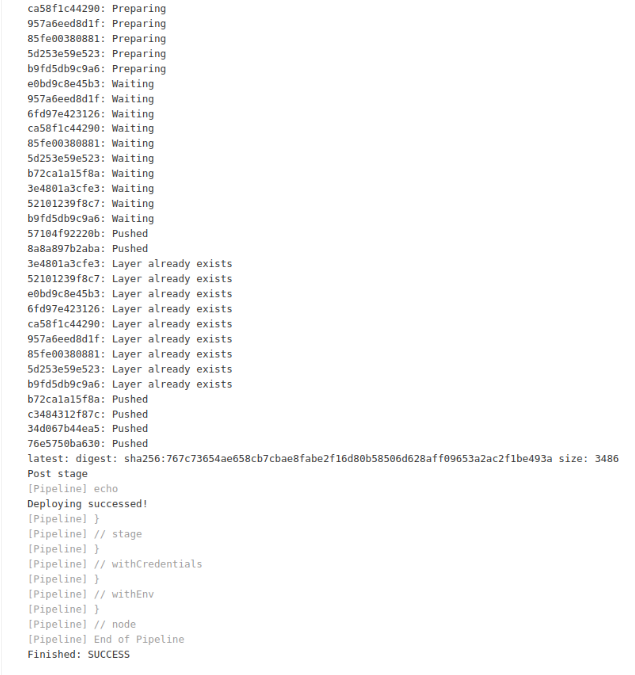 ca58f1c44290: Preparing
957a6eed8d1f: Preparing
85fe00380881: Preparing
5d253e59e523: Preparing
b9fd5db9c9a6: Preparing
e0bd9c8e45b3: Waiting
957a6eed8d1f: Waiting
6fd97e423126: Waiting
ca58f1c44290: Waiting
85fe00380881: Waiting
5d253e59e523: Waiting
b72ca1a15f8a: Waiting
3e4801a3cfe3: Waiting
52101239f8c7: Waiting
b9fd5db9c9a6: Waiting
57104f92220b: Pushed
8a8a897b2aba: Pushed
3e4801a3cfe3: Layer already exists
52101239f8c7: Layer already exists
e0bd9c8e45b3: Layer already exists
6fd97e423126: Layer already exists
ca58f1c44290: Layer already exists
957a6eed8d1f: Layer already exists
85fe00380881: Layer already exists
5d253e59e523: Layer already exists
b9fd5db9c9a6: Layer already exists
b72ca1a15f8a: Pushed
c3484312f87c: Pushed
34d067b44ea5: Pushed
76e5750ba630: Pushed
latest: digest: sha256:767c73654ae658cb7cbae8fabe2f16d80b58506d628aff09653a2ac2f1be493a size: 3486
Post stage
[Pipeline] echo
Deploying successed!
[Pipeline] }
[Pipeline] // stage
[Pipeline] }
[Pipeline] // withCredentials
[Pipeline] }
[Pipeline] // withEnv
[Pipeline] }
[Pipeline] // node
[Pipeline] End of Pipeline
Finished: SUCCESS